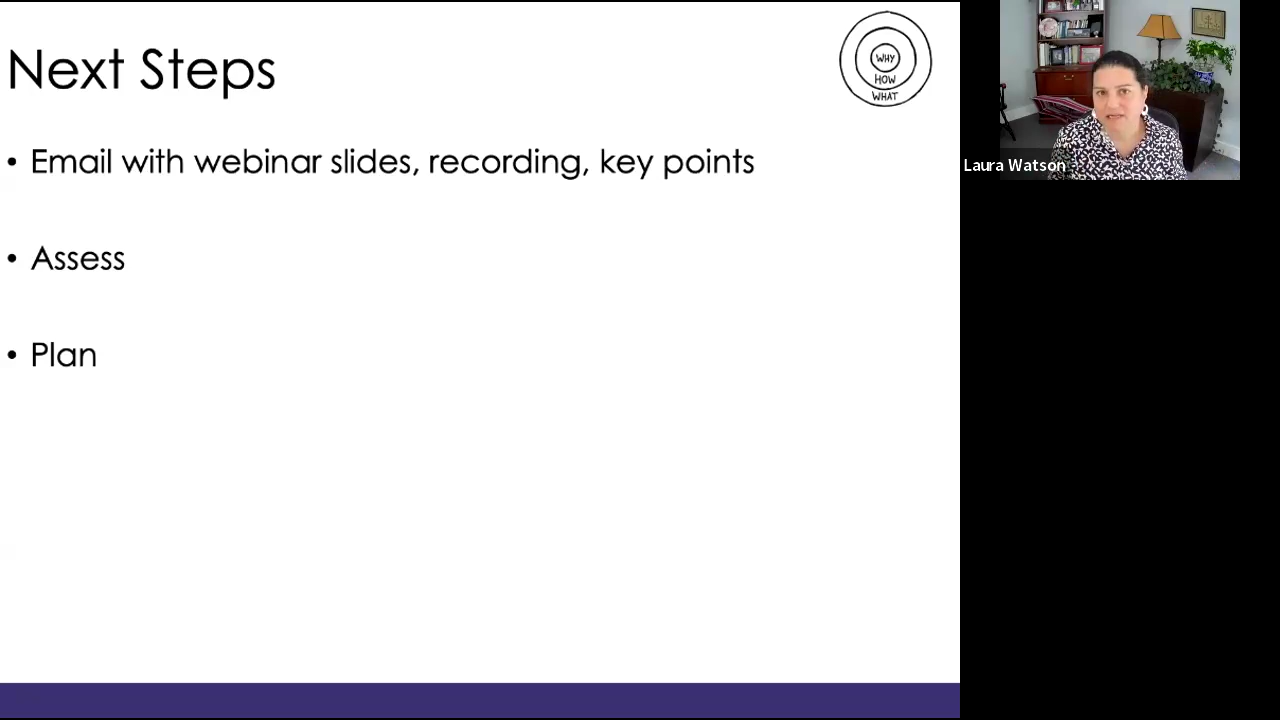 Next Steps
WHY
HOW
WHAT
• Email with webinar slides, recording, key points
• Assess
• Plan
Laura Watson